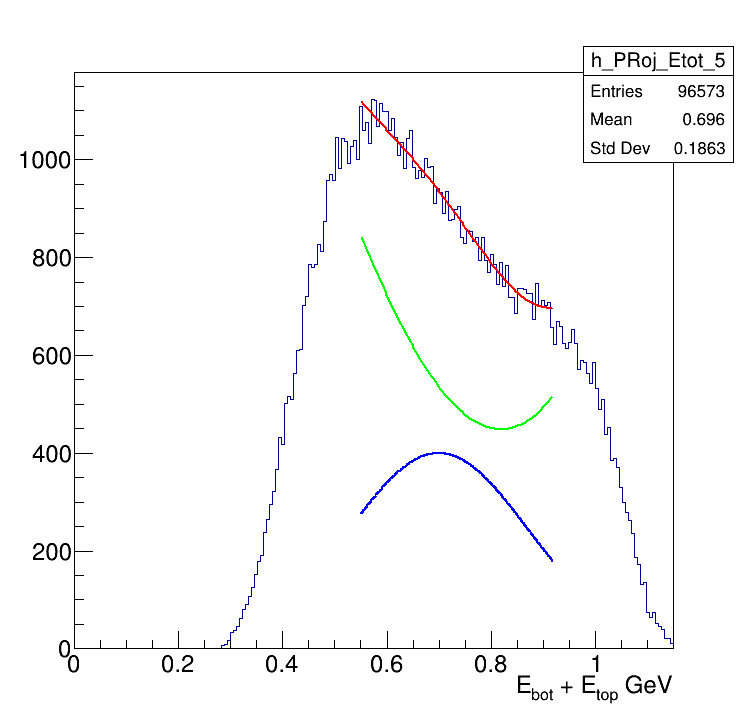 h_PRoj_Etot_5
Entries 96573
Mean 0.696
Std Dev 0.1863
1000
800
600
400
200
0
0 0.2 0.4 0.6 0.8 1
E_bot + E_top GeV